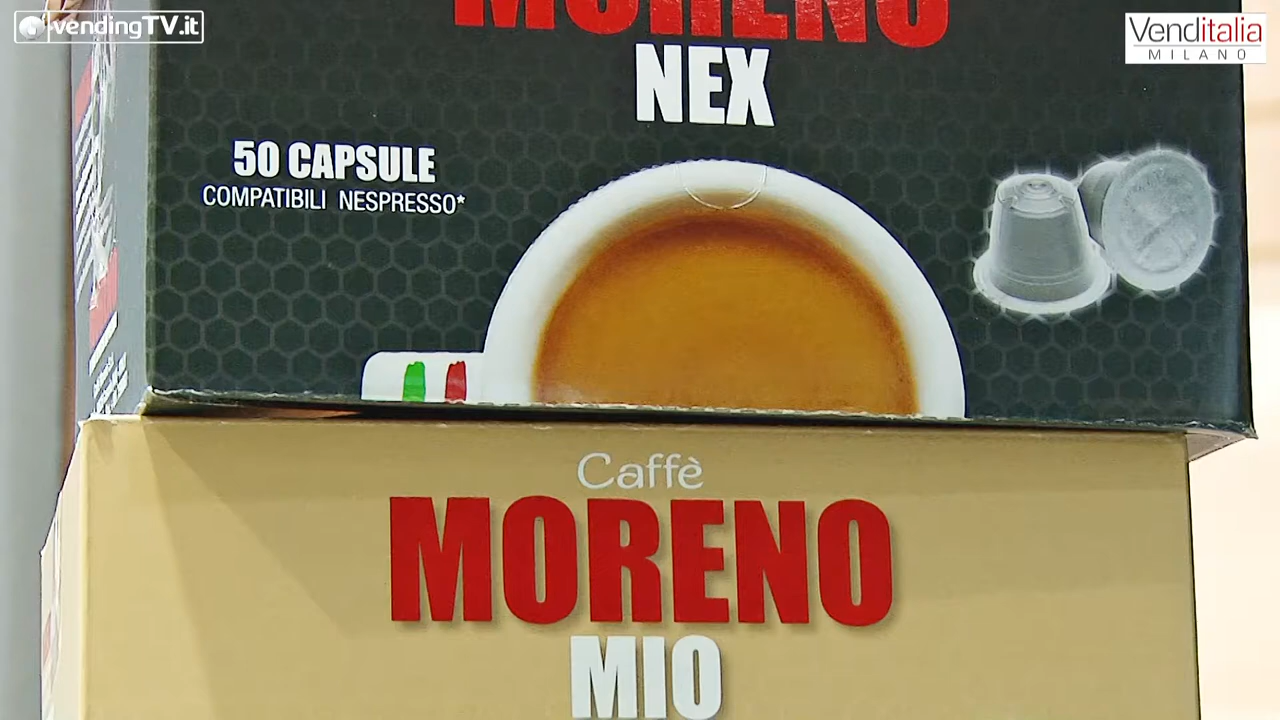 vendingTV.it
Venditalia
MILANO
MORENO
NEX
50 CAPSULE
COMPATIBILI NESPRESSO*
Caffè
MORENO
MIO